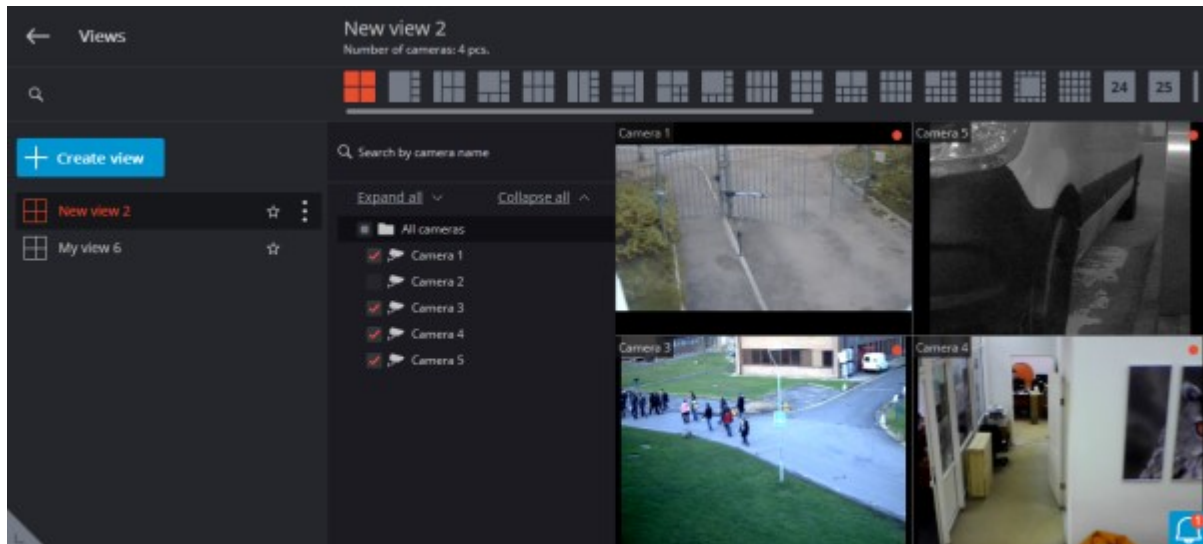 Views
New view 2
Number of cameras: 4 pcs.
24 25
Create view
New view 2
My view 6
Search by camera name
Expand all
Collapse all
All cameras
Camera 1
Camera 2
Camera 3
Camera 4
Camera 5
Camera 1
Camera 5
Camera 3
Camera 4
1